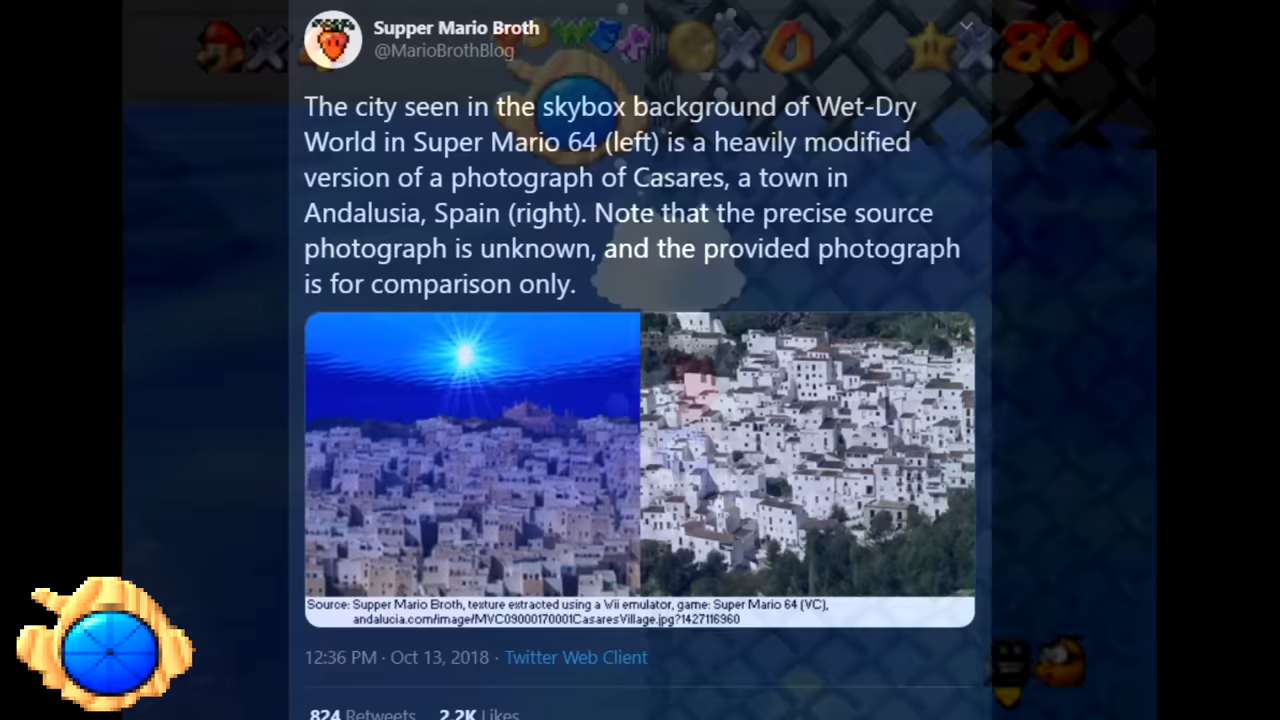 Supper Mario Broth
@MarioBrothBlog
The city seen in the skybox background of Wet-Dry
World in Super Mario 64 (left) is a heavily modified
version of a photograph of Casares, a town in
Andalusia, Spain (right). Note that the precise source
photograph is unknown, and the provided photograph
is for comparison only.
Source: Supper Mario Broth, texture extracted using a Wii emulator, game: Super Mario 64 (VC),
andalucia.com/image/MVC09000170001CasaresVillage.jpg?1427116960
12:36 PM · Oct 13, 2018 · Twitter Web Client
824 Retweets 2.2K Likes